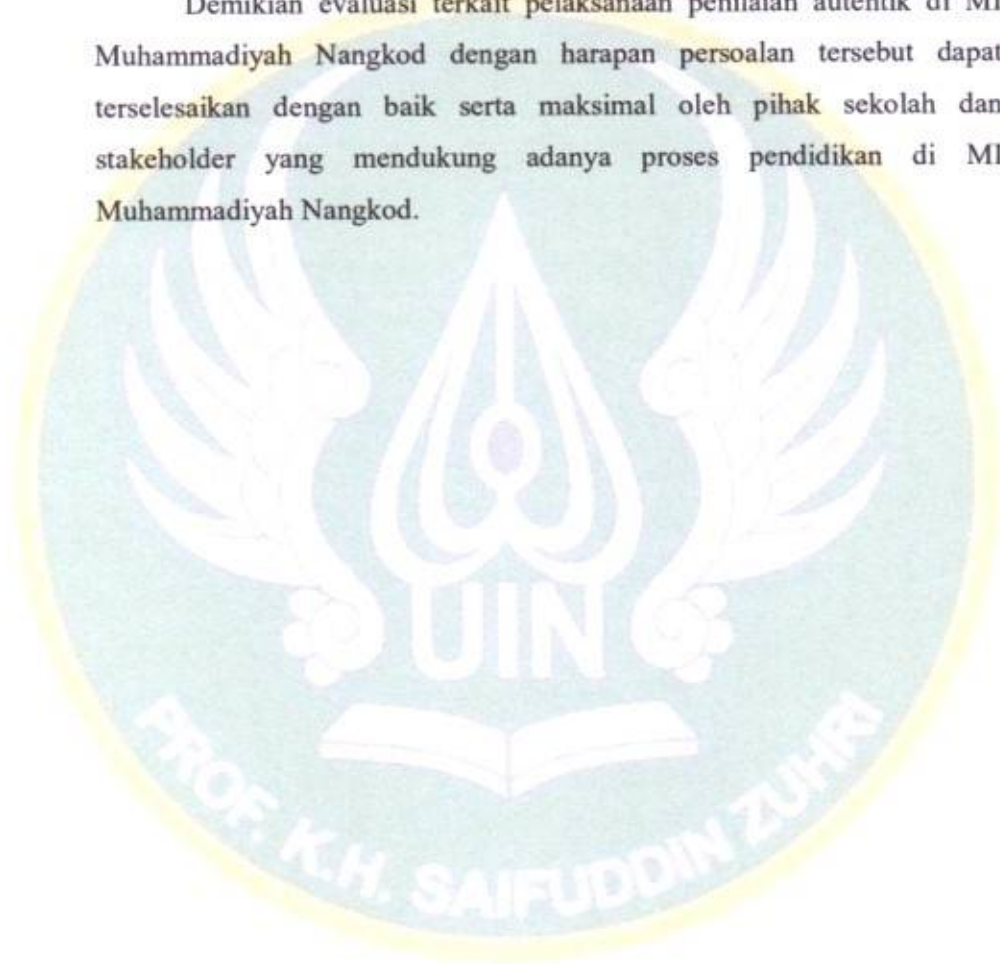 Demikian evaluasi terkait pelaksanaan penilaian autentik di MI
Muhammadiyah Nangkod dengan harapan persoalan tersebut dapat
terselesaikan dengan baik serta maksimal oleh pihak sekolah dan
stakeholder yang mendukung adanya proses pendidikan di MI
Muhammadiyah Nangkod.
UIN
PROF. K.H. SAIFUDDIN ZUHRI